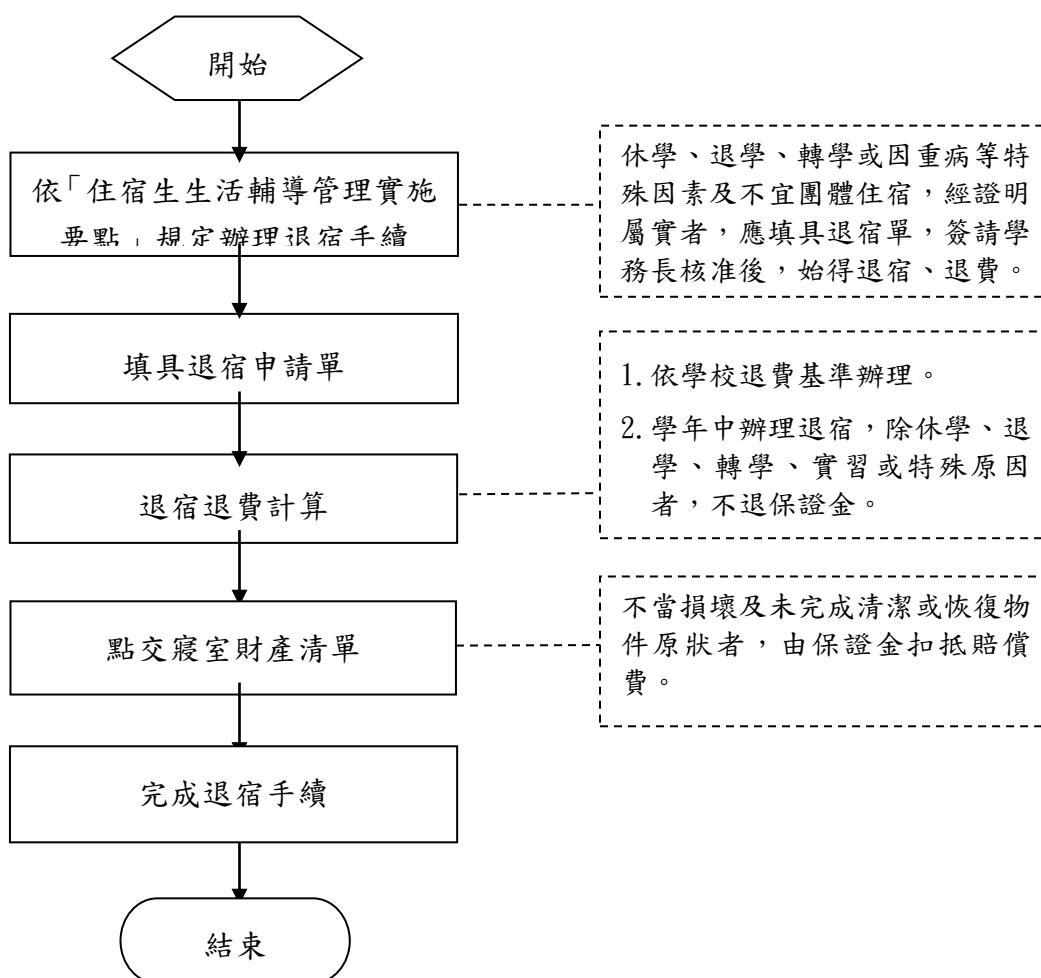 開始
依「住宿生生活輔導管理實施
要點」規定辦理退宿手續
休學、退學、轉學或因重病等特
殊因素及不宜團體住宿，經證明
屬實者，應填具退宿單，簽請學
務長核准後，始得退宿、退費。
填具退宿申請單
退宿退費計算
1. 依學校退費基準辦理。
2. 學年中辦理退宿，除休學、退
學、轉學、實習或特殊原因
者，不退保證金。
點交寢室財產清單
不當損壞及未完成清潔或恢復物
件原狀者，由保證金扣抵賠償
費。
完成退宿手續
結束